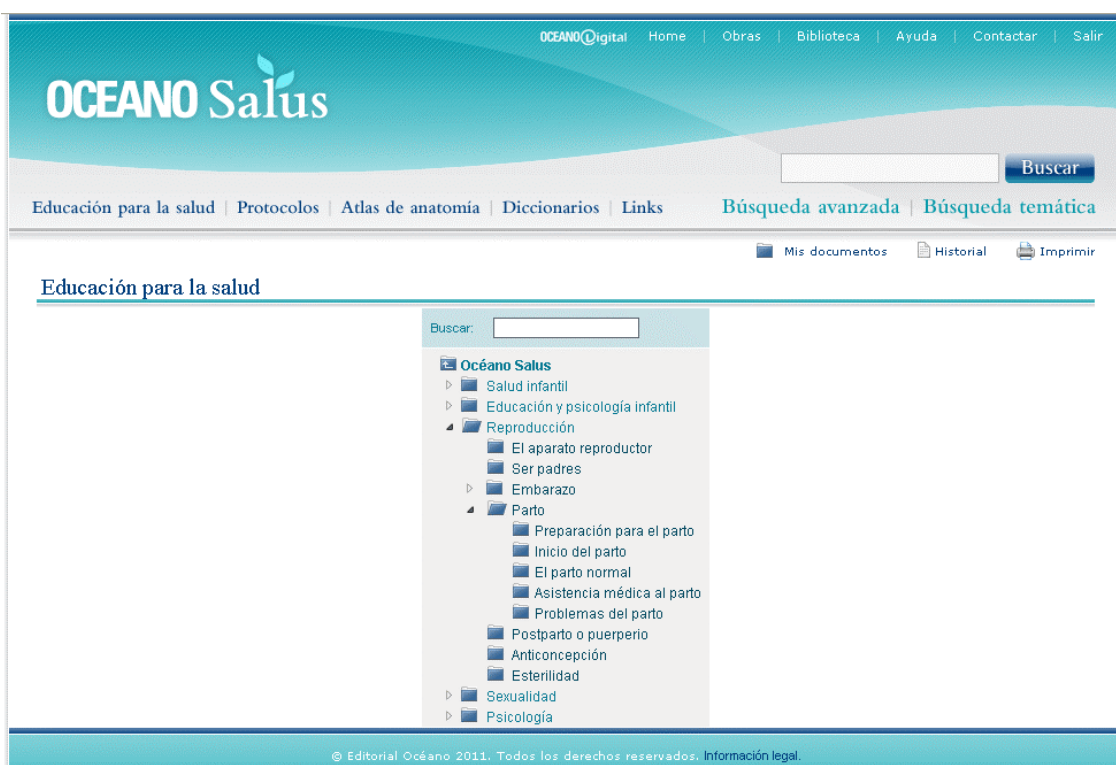 OCEANO Digital Home | Obras | Biblioteca | Ayuda | Contactar | Salir
OCEANO Salus
Buscar
Educación para la salud | Protocolos | Atlas de anatomía | Diccionarios | Links Búsqueda avanzada | Búsqueda temática
Mis documentos Historial Imprimir
Educación para la salud
Buscar:
Océano Salus
Salud infantil
Educación y psicología infantil
Reproducción
El aparato reproductor
Ser padres
Embarazo
Parto
Preparación para el parto
Inicio del parto
El parto normal
Asistencia médica al parto
Problemas del parto
Postparto o puerperio
Anticoncepción
Esterilidad
Sexualidad
Psicología
© Editorial Océano 2011. Todos los derechos reservados. Información legal.